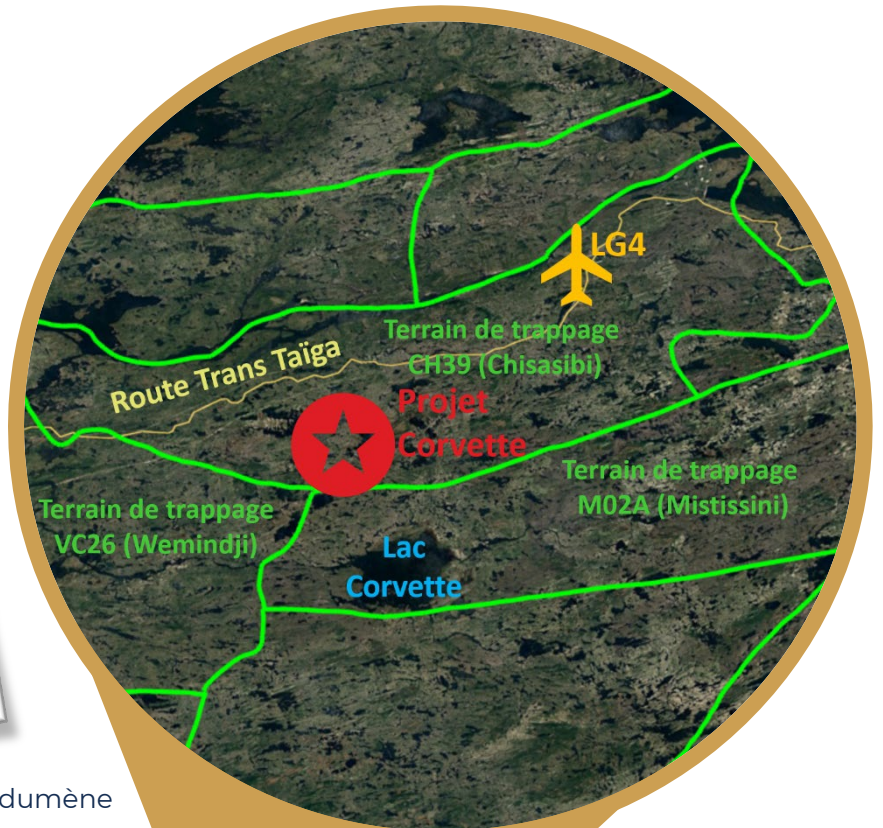 LG4
Terrain de trappage
CH39 (Chisasibi)
Route Trans Taïga
Projet
Corvette
Terrain de trappage
M02A (Mistissini)
Terrain de trappage
VC26 (Wemindji)
Lac
Corvette
dumène